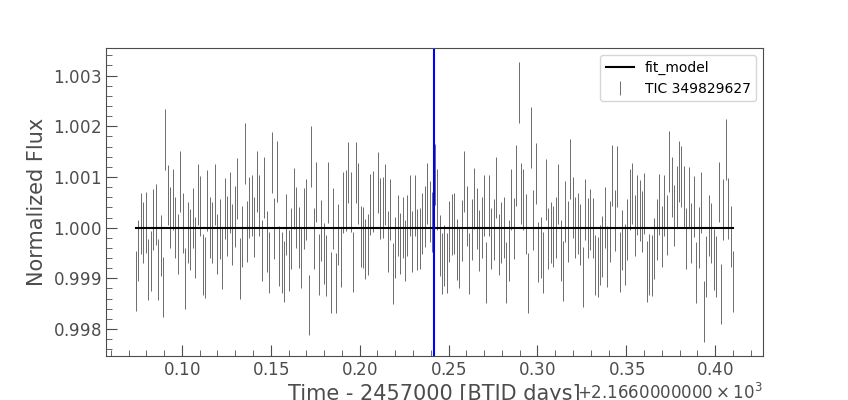 fit_model
TIC 349829627
1.003
1.002
1.001
1.000
0.999
0.998
Normalized Flux
0.10 0.15 0.20 0.25 0.30 0.35 0.40
Time - 2457000 [BTJD days]
+2.1660000000 × 10³